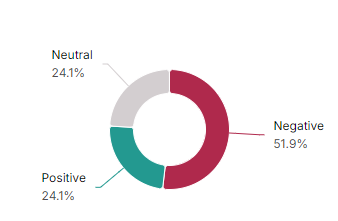 Neutral
24.1%
Negative
51.9%
Positive
24.1%